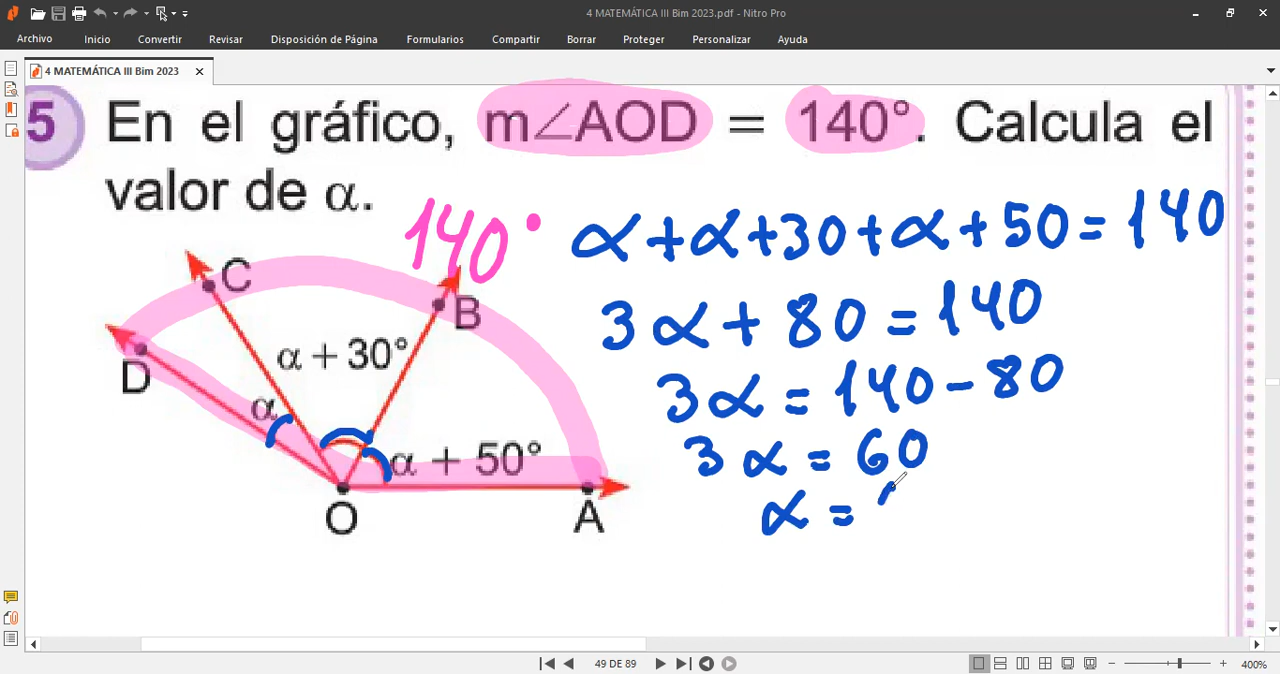 4 MATEMÁTICA III Bim 2023.pdf - Nitro Pro
Archivo Inicio Convertir Revisar Disposición de Página Formularios Compartir Borrar Proteger Personalizar Ayuda
4 MATEMÁTICA III Bim 2023 ×
5 En el gráfico, m∠AOD = 140°. Calcula el
valor de α.
140°
α+α+30+α+50=140
3α+80=140
3α=140-80
3α=60
α=
C
B
α + 30°
D
α
α + 50°
O
A
49 DE 89
400%